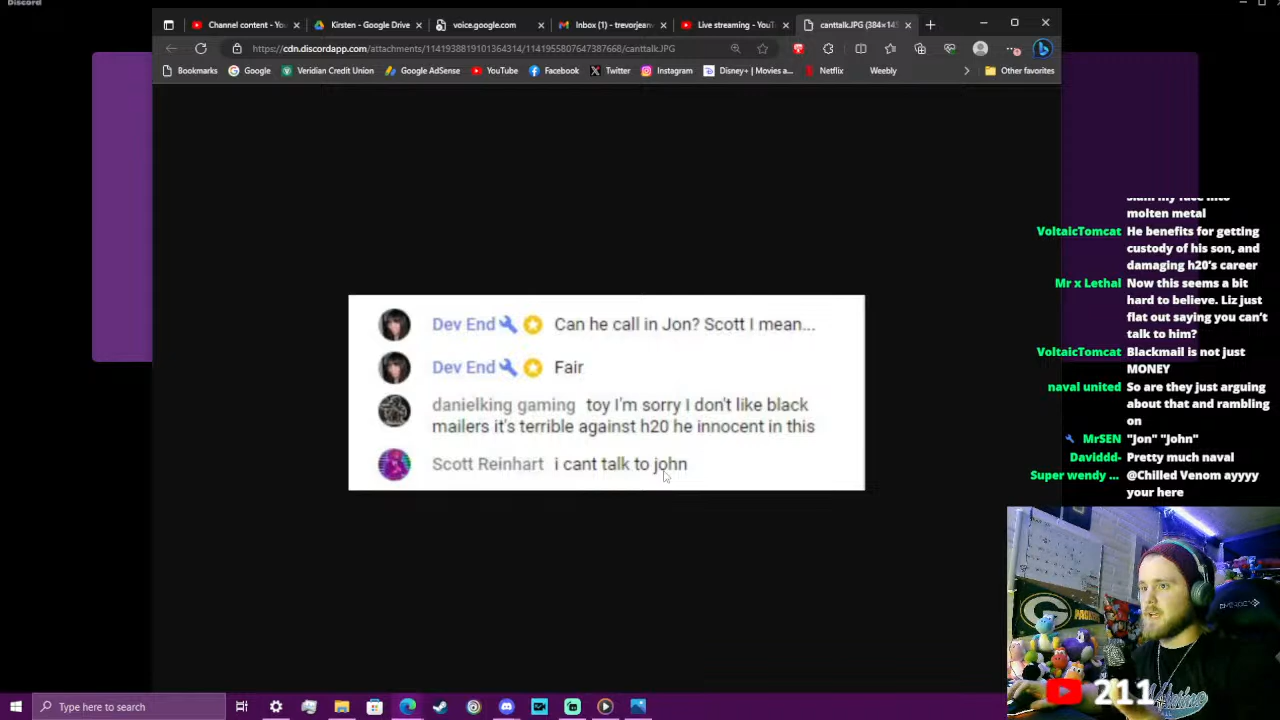 Discord
Channel content - Yo
Kirsten - Google Drive
voice.google.com
Inbox (1) - trevorjean
Live streaming - YouT
canttalk.JPG (384×14
https://cdn.discordapp.com/attachments/1141938819101364314/1141955807647387668/canttalk.JPG
Bookmarks Google Veridian Credit Union Google AdSense YouTube Facebook Twitter Instagram Disney+ | Movies a... Netflix Weebly Other favorites
Dev End Can he call in Jon? Scott I mean...
Dev End Fair
danielking gaming toy I'm sorry I don't like black
mailers it's terrible against h20 he innocent in this
Scott Reinhart i cant talk to john
slam my face into
molten metal
VoltaicTomcat He benefits for getting
custody of his son, and
damaging h20's career
Mr x Lethal Now this seems a bit
hard to believe. Liz just
flat out saying you can't
talk to him?
VoltaicTomcat Blackmail is not just
MONEY
naval united So are they just arguing
about that and rambling
on
MrSEN "Jon" "John"
Daviddd- Pretty much naval
Super wendy ... @Chilled Venom ayyyy
your here
PACKERS
211
Type here to search